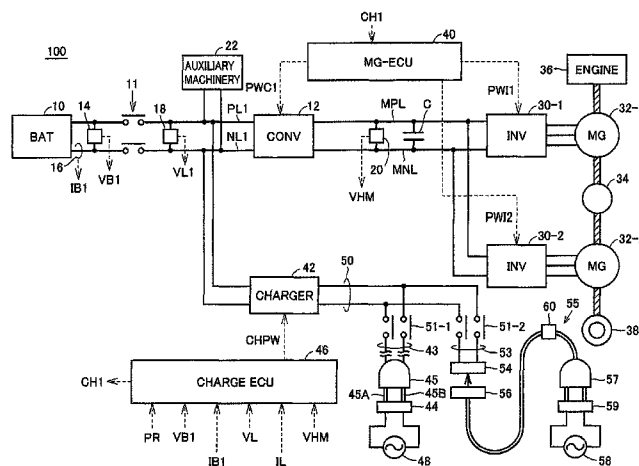 CH1
100
22
40
AUXILIARY MACHINERY
MG-ECU
36
ENGINE
11
PWC1
PWI1
10
14
18
12
30-1
32-
BAT
PL1
CONV
MPL
C
INV
MG
NL1
16
VB1
IB1
VL1
20
VHM
MNL
34
PWI2
30-2
32-
INV
MG
42
50
CHARGER
60
55
51-1
51-2
38
CHPW
43
53
46
54
CH1
CHARGE ECU
45
56
57
45A
45B
44
59
PR
VB1
VL
VHM
IB1
IL
48
58